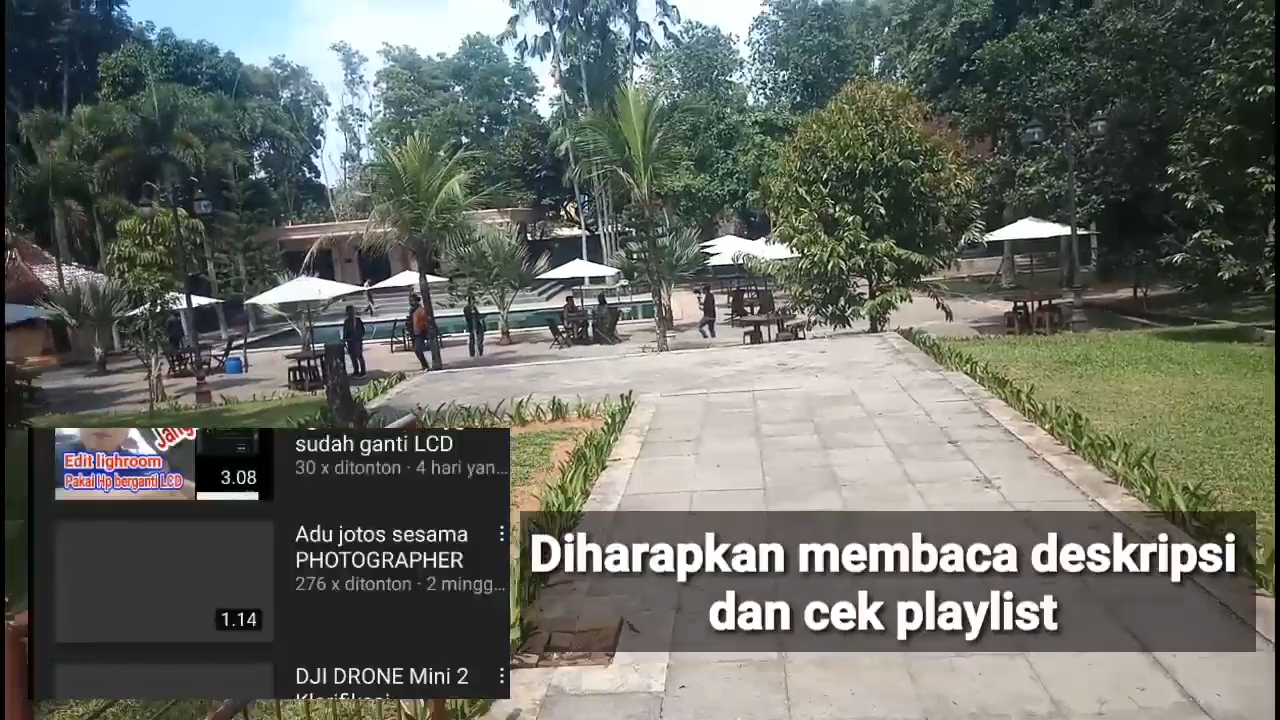 sudah ganti LCD
30 x ditonton · 4 hari yan...
Edit lighroom
Pakai Hp berganti LCD
3.08
Adu jotos sesama
PHOTOGRAPHER
276 x ditonton · 2 mingg...
1.14
DJI DRONE Mini 2
Diharapkan membaca deskripsi
dan cek playlist